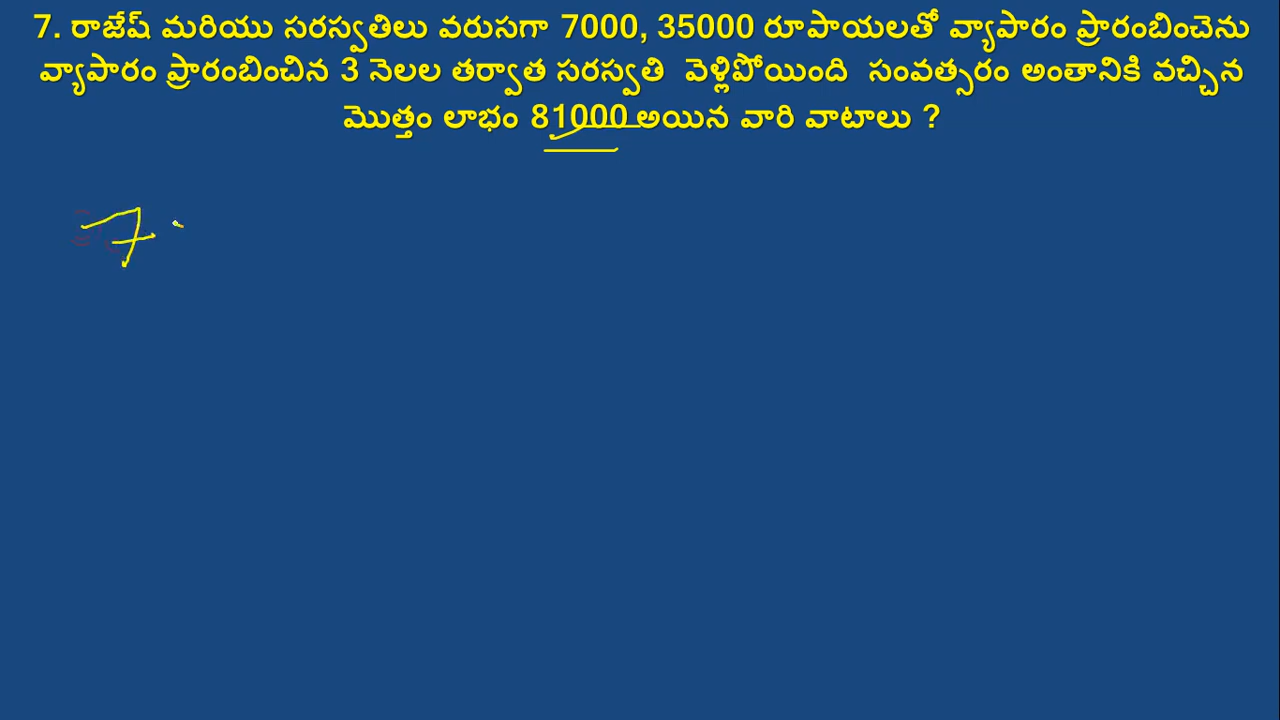 7. రాజేష్ మరియు సరస్వతిలు వరుసగా 7000, 35000 రూపాయలతో వ్యాపారం ప్రారంబించెను
వ్యాపారం ప్రారంబించిన 3 నెలల తర్వాత సరస్వతి వెళ్లిపోయింది సంవత్సరం అంతానికి వచ్చిన
మొత్తం లాభం 81000 అయిన వారి వాటాలు ?
7